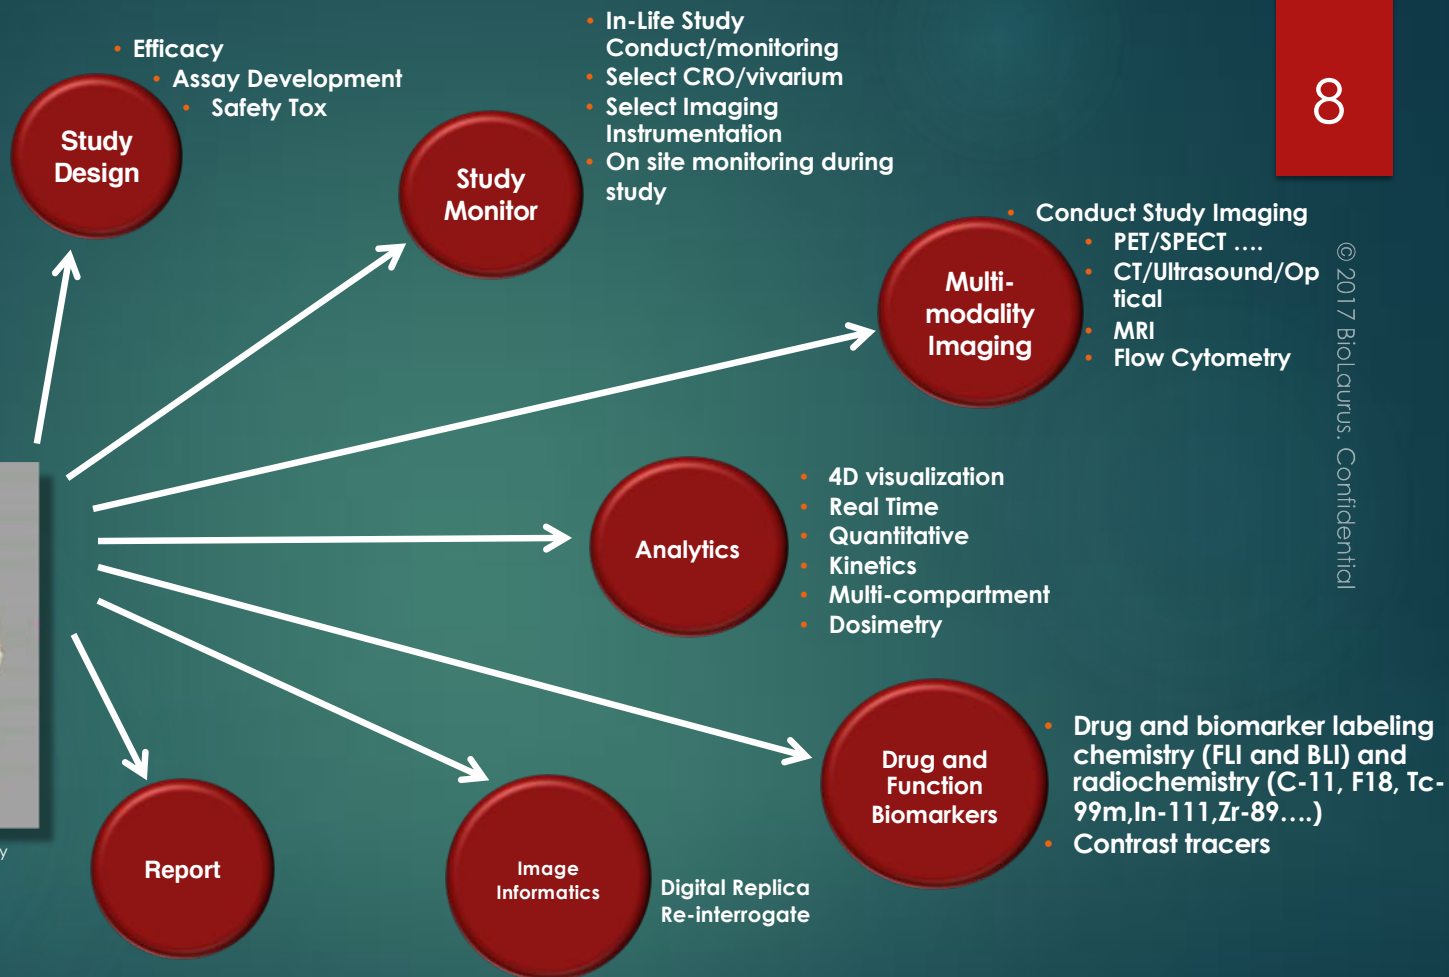 • Efficacy
• Assay Development
• Safety Tox
Study
Design
• In-Life Study
Conduct/monitoring
• Select CRO/vivarium
• Select Imaging
Instrumentation
• On site monitoring during
study
Study
Monitor
8
• Conduct Study Imaging
• PET/SPECT ....
• CT/Ultrasound/Op
tical
• MRI
• Flow Cytometry
Multi-
modality
Imaging
© 2017 BioLaurus. Confidential
Analytics
• 4D visualization
• Real Time
• Quantitative
• Kinetics
• Multi-compartment
• Dosimetry
Drug and
Function
Biomarkers
• Drug and biomarker labeling
chemistry (FLI and BLI) and
radiochemistry (C-11, F18, Tc-
99m,In-111,Zr-89....)
• Contrast tracers
Report
Image
Informatics
Digital Replica
Re-interrogate